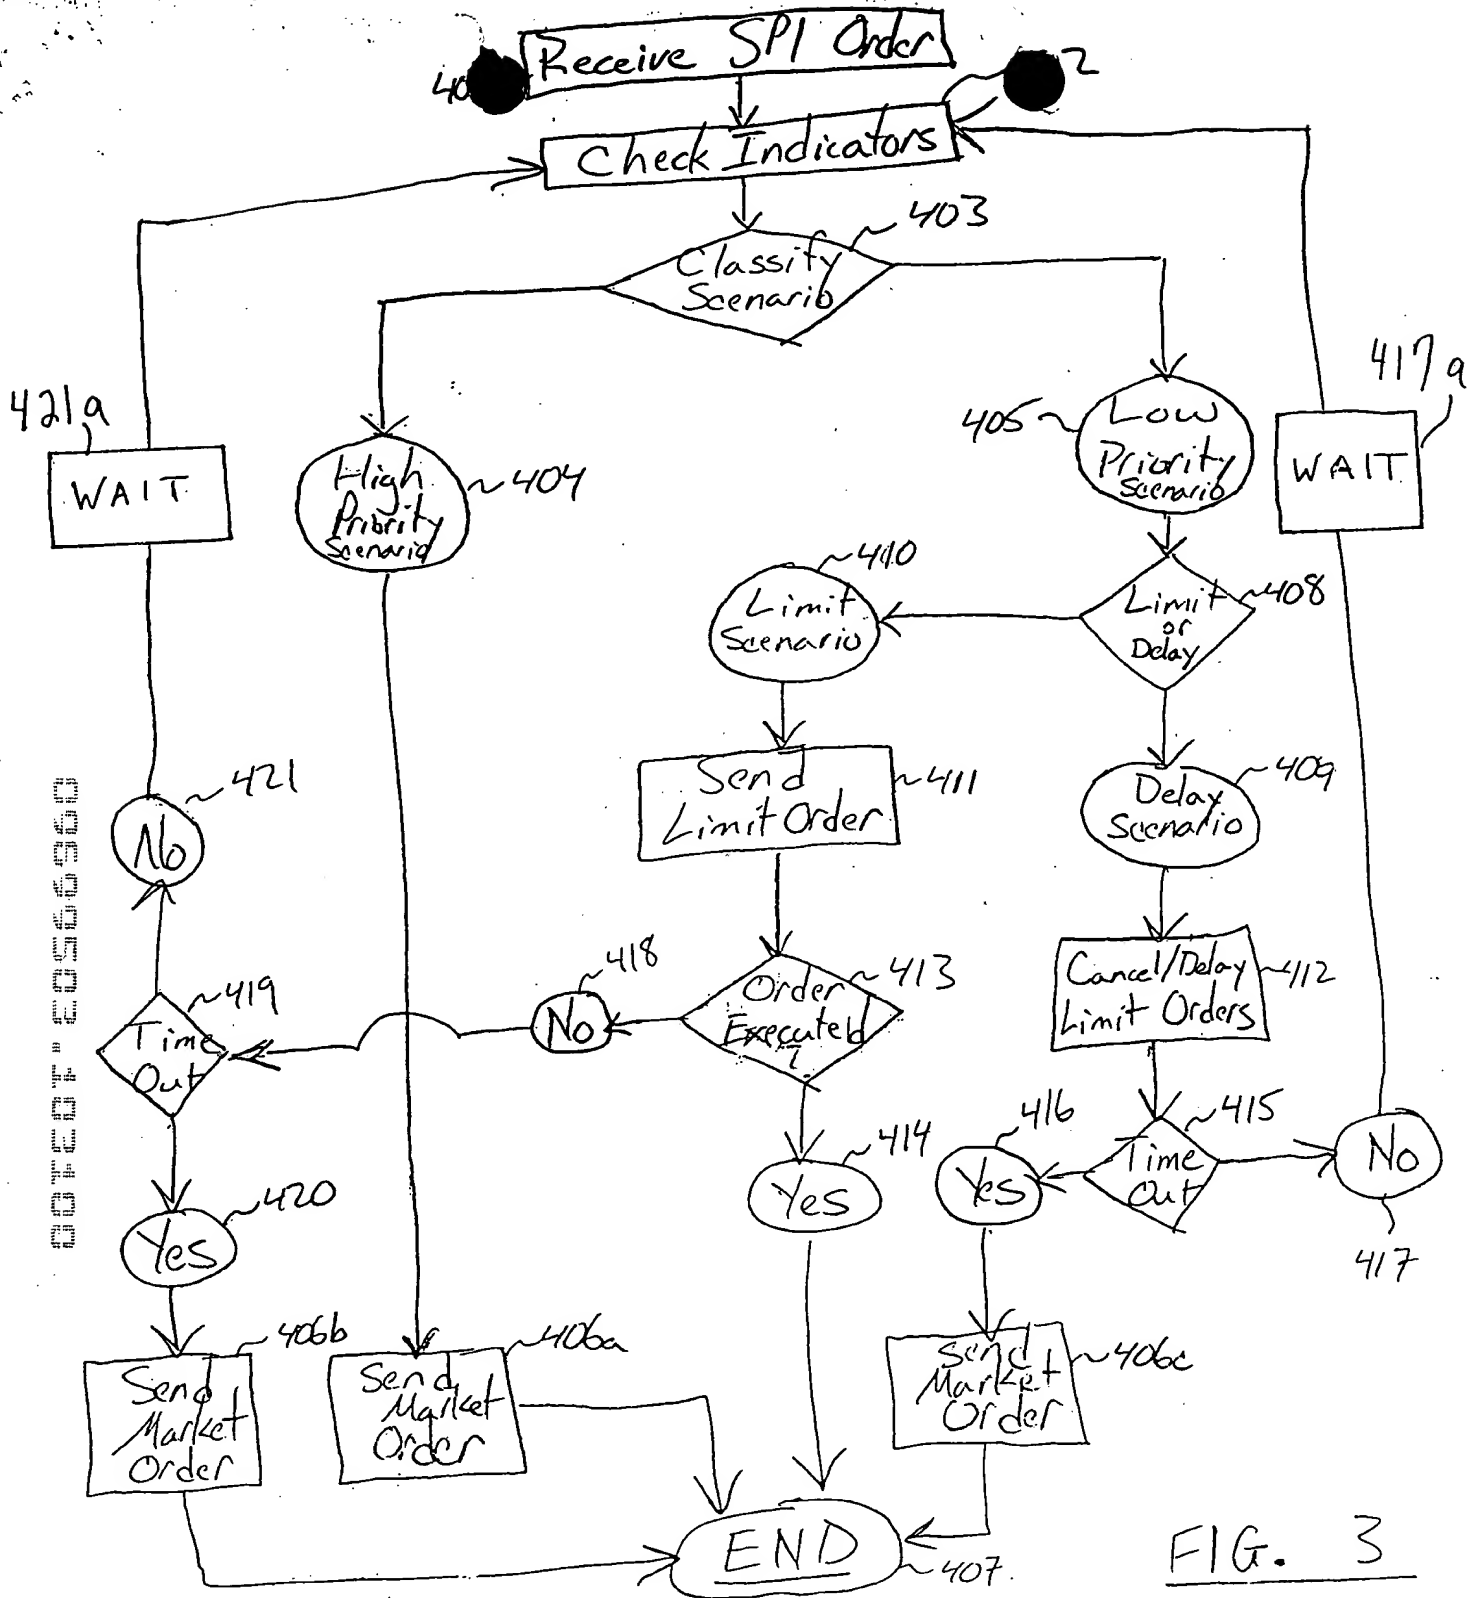 Receive SPI Order
40
2
Check Indicators
403
Classify
Scenario
421a
WAIT
High
Priority
Scenario
404
405
Low
Priority
Scenario
417a
WAIT
410
Limit
Scenario
Limit
or
Delay
408
421
No
Send
Limit Order
411
Delay
Scenario
409
419
Time
Out
418
No
Order
Executed
?
413
Cancel/Delay
Limit Orders
412
420
Yes
414
Yes
416
Yes
415
Time
Out
No
417
406b
Send
Market
Order
406a
Send
Market
Order
406c
Send
Market
Order
END
407
FIG. 3